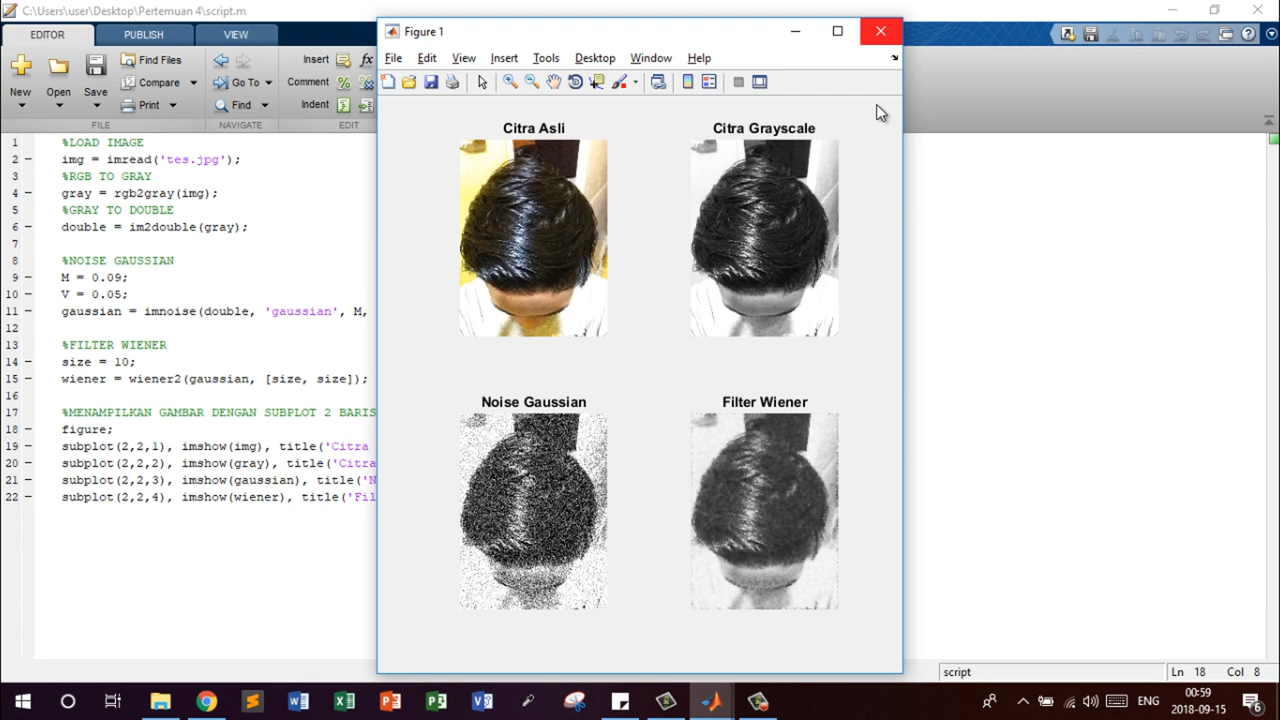 C:\Users\user\Desktop\Pertemuan 4\script.m
EDITOR
PUBLISH
VIEW
New
Open
Save
Find Files
Compare
Print
Go To
Find
Insert
Comment
Indent
fx
FILE
NAVIGATE
EDIT
1 %LOAD IMAGE
2 – img = imread('tes.jpg');
3 %RGB TO GRAY
4 – gray = rgb2gray(img);
5 %GRAY TO DOUBLE
6 – double = im2double(gray);
7
8 %NOISE GAUSSIAN
9 – M = 0.09;
10 – V = 0.05;
11 – gaussian = imnoise(double, 'gaussian', M,
12
13 %FILTER WIENER
14 – size = 10;
15 – wiener = wiener2(gaussian, [size, size]);
16
17 %MENAMPILKAN GAMBAR DENGAN SUBPLOT 2 BARIS
18 – figure;
19 – subplot(2,2,1), imshow(img), title('Citra
20 – subplot(2,2,2), imshow(gray), title('Citra
21 – subplot(2,2,3), imshow(gaussian), title('N
22 – subplot(2,2,4), imshow(wiener), title('Fil
Figure 1
File Edit View Insert Tools Desktop Window Help
Citra Asli
Citra Grayscale
Noise Gaussian
Filter Wiener
script
Ln 18 Col 8
ENG
00:59
2018-09-15
6